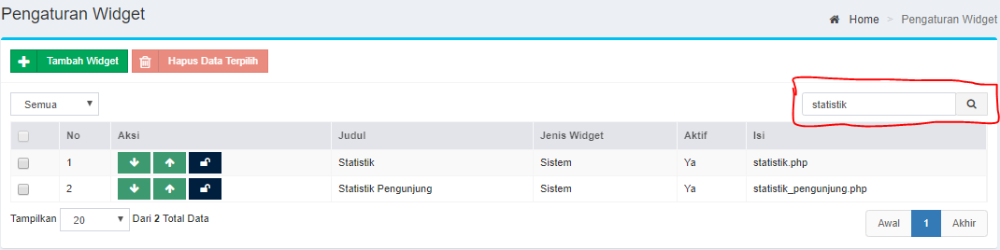 Pengaturan Widget
Home > Pengaturan Widget
Tambah Widget Hapus Data Terpilih
Semua statistik
No Aksi Judul Jenis Widget Aktif Isi
1 Statistik Sistem Ya statistik.php
2 Statistik Pengunjung Sistem Ya statistik_pengunjung.php
Tampilkan 20 Dari 2 Total Data Awal 1 Akhir